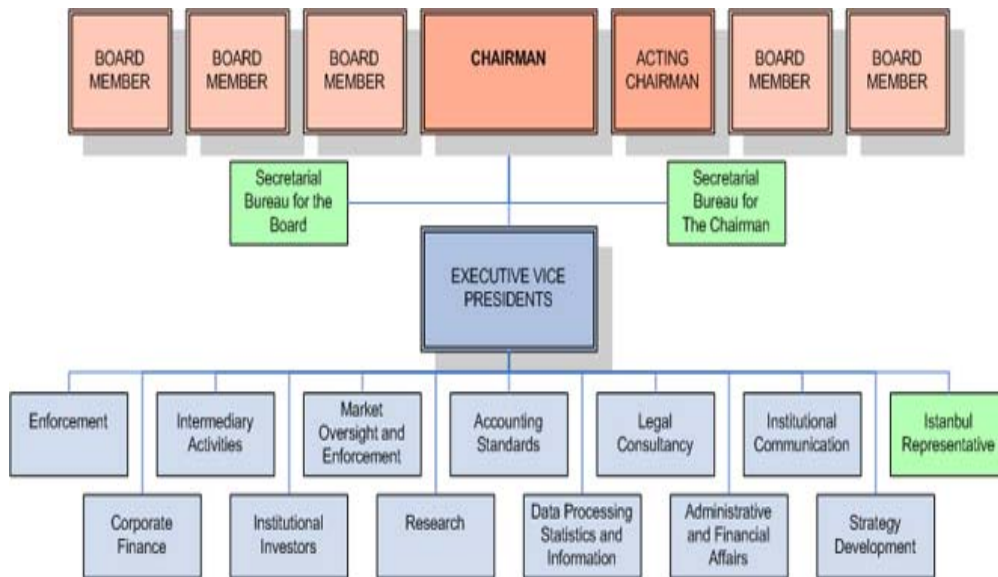 BOARD
MEMBER
BOARD
MEMBER
BOARD
MEMBER
CHAIRMAN
ACTING
CHAIRMAN
BOARD
MEMBER
BOARD
MEMBER
Secretarial
Bureau for the
Board
Secretarial
Bureau for
The Chairman
EXECUTIVE VICE
PRESIDENTS
Enforcement
Intermediary
Activities
Market
Oversight and
Enforcement
Accounting
Standards
Legal
Consultancy
Institutional
Communication
Istanbul
Representative
Corporate
Finance
Institutional
Investors
Research
Data Processing
Statistics and
Information
Administrative
and Financial
Affairs
Strategy
Development